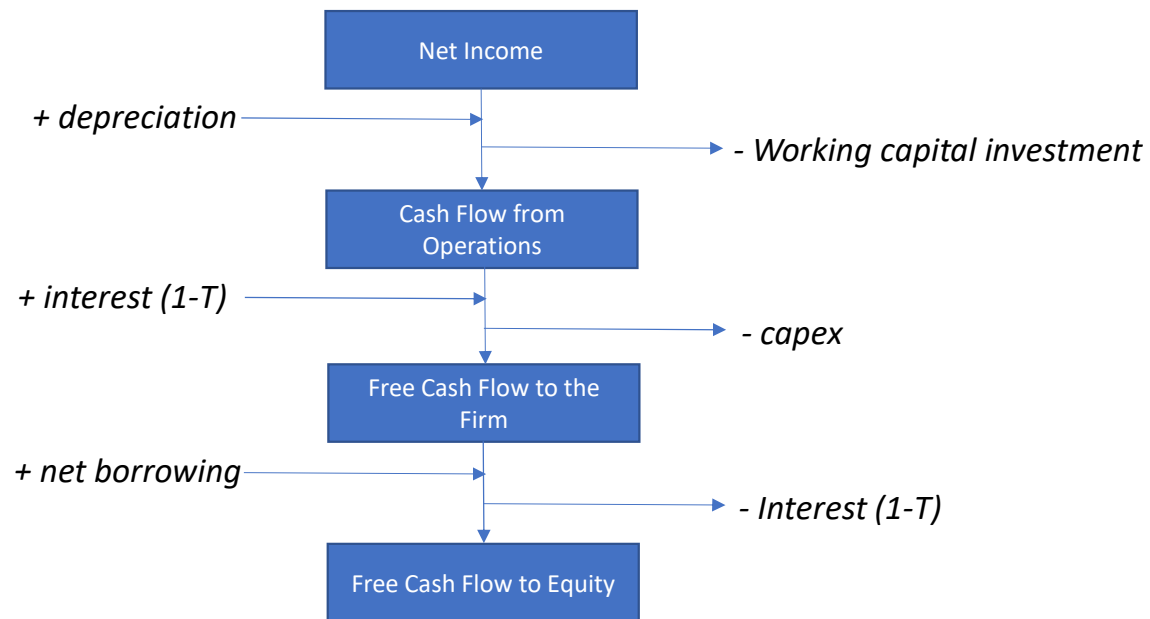 Net Income
+ depreciation
- Working capital investment
Cash Flow from
Operations
+ interest (1-T)
- capex
Free Cash Flow to the
Firm
+ net borrowing
- Interest (1-T)
Free Cash Flow to Equity